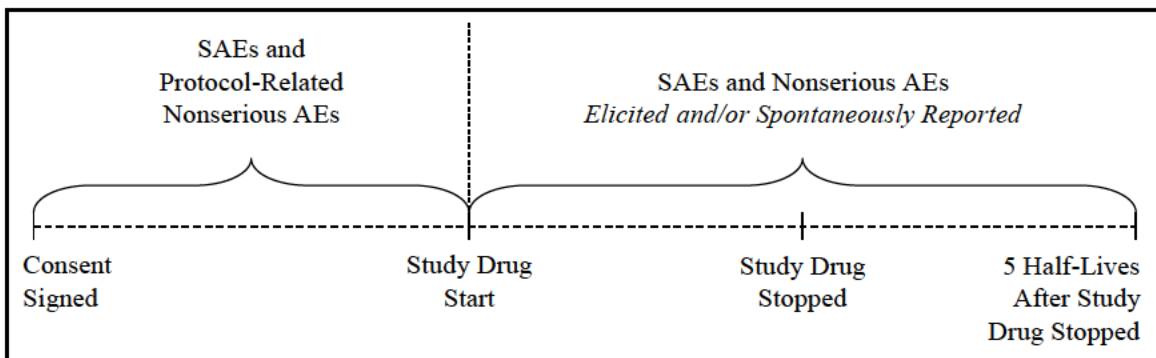 SAEs and
Protocol-Related
Nonserious AEs
SAEs and Nonserious AEs
Elicited and/or Spontaneously Reported
Consent
Signed
Study Drug
Start
Study Drug
Stopped
5 Half-Lives
After Study
Drug Stopped